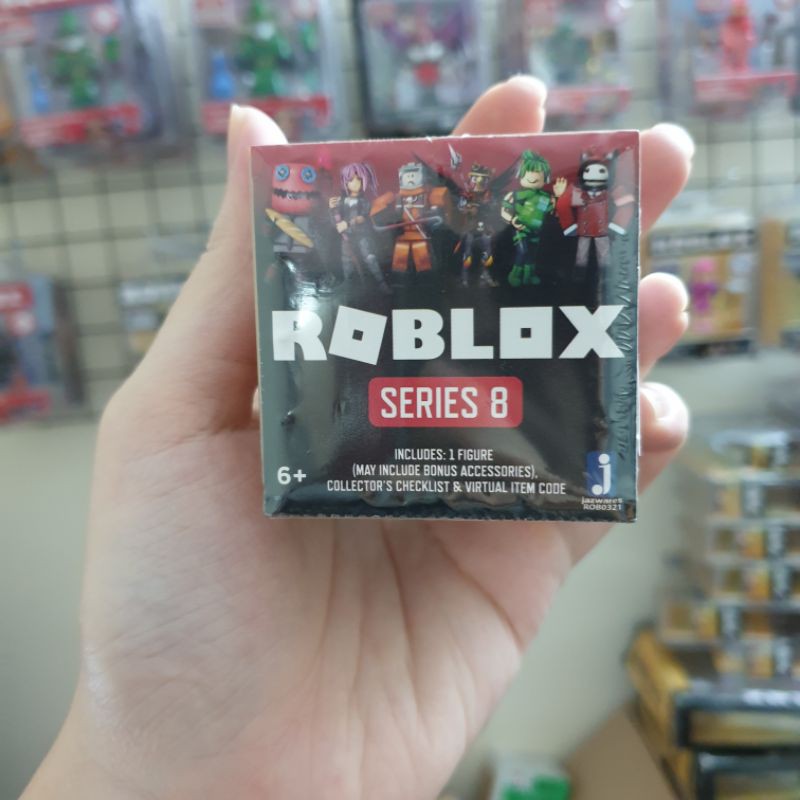 ROBLOX
SERIES 8
INCLUDES: 1 FIGURE
(MAY INCLUDE BONUS ACCESSORIES),
COLLECTOR'S CHECKLIST & VIRTUAL ITEM CODE
6+
j
jazwares
ROB0321